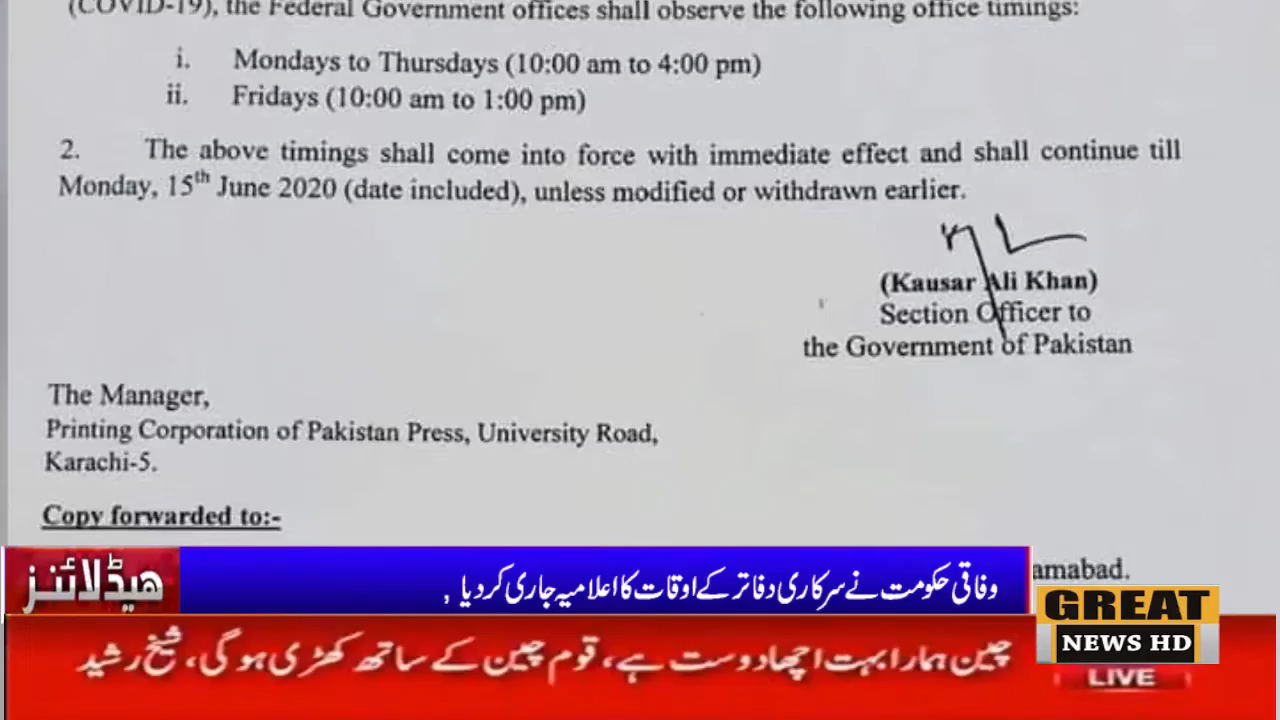 (COVID-19), the Federal Government offices shall observe the following office timings:
i. Mondays to Thursdays (10:00 am to 4:00 pm)
ii. Fridays (10:00 am to 1:00 pm)
2. The above timings shall come into force with immediate effect and shall continue till
Monday, 15th June 2020 (date included), unless modified or withdrawn earlier.
(Kausar Ali Khan)
Section Officer to
the Government of Pakistan
The Manager,
Printing Corporation of Pakistan Press, University Road,
Karachi-5.
Copy forwarded to:-
amabad.
ہیڈلائنز
وفاقی حکومت نے سرکاری دفاتر کے اوقات کا اعلامیہ جاری کر دیا ,
چین ہمارا بہت اچھا دوست ہے، قوم چین کے ساتھ کھڑی ہوگی، شیخ رشید
GREAT
NEWS HD
LIVE